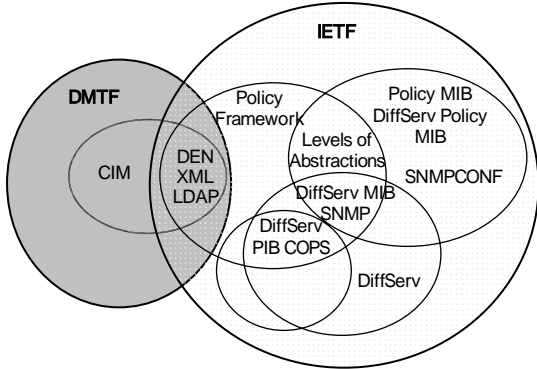 IETF
DMTF
Policy
Framework
Policy MIB
DiffServ Policy
MIB
Levels of
Abstractions
CIM
DEN
XML
LDAP
SNMPCONF
DiffServ MIB
SNMP
DiffServ
PIB COPS
DiffServ